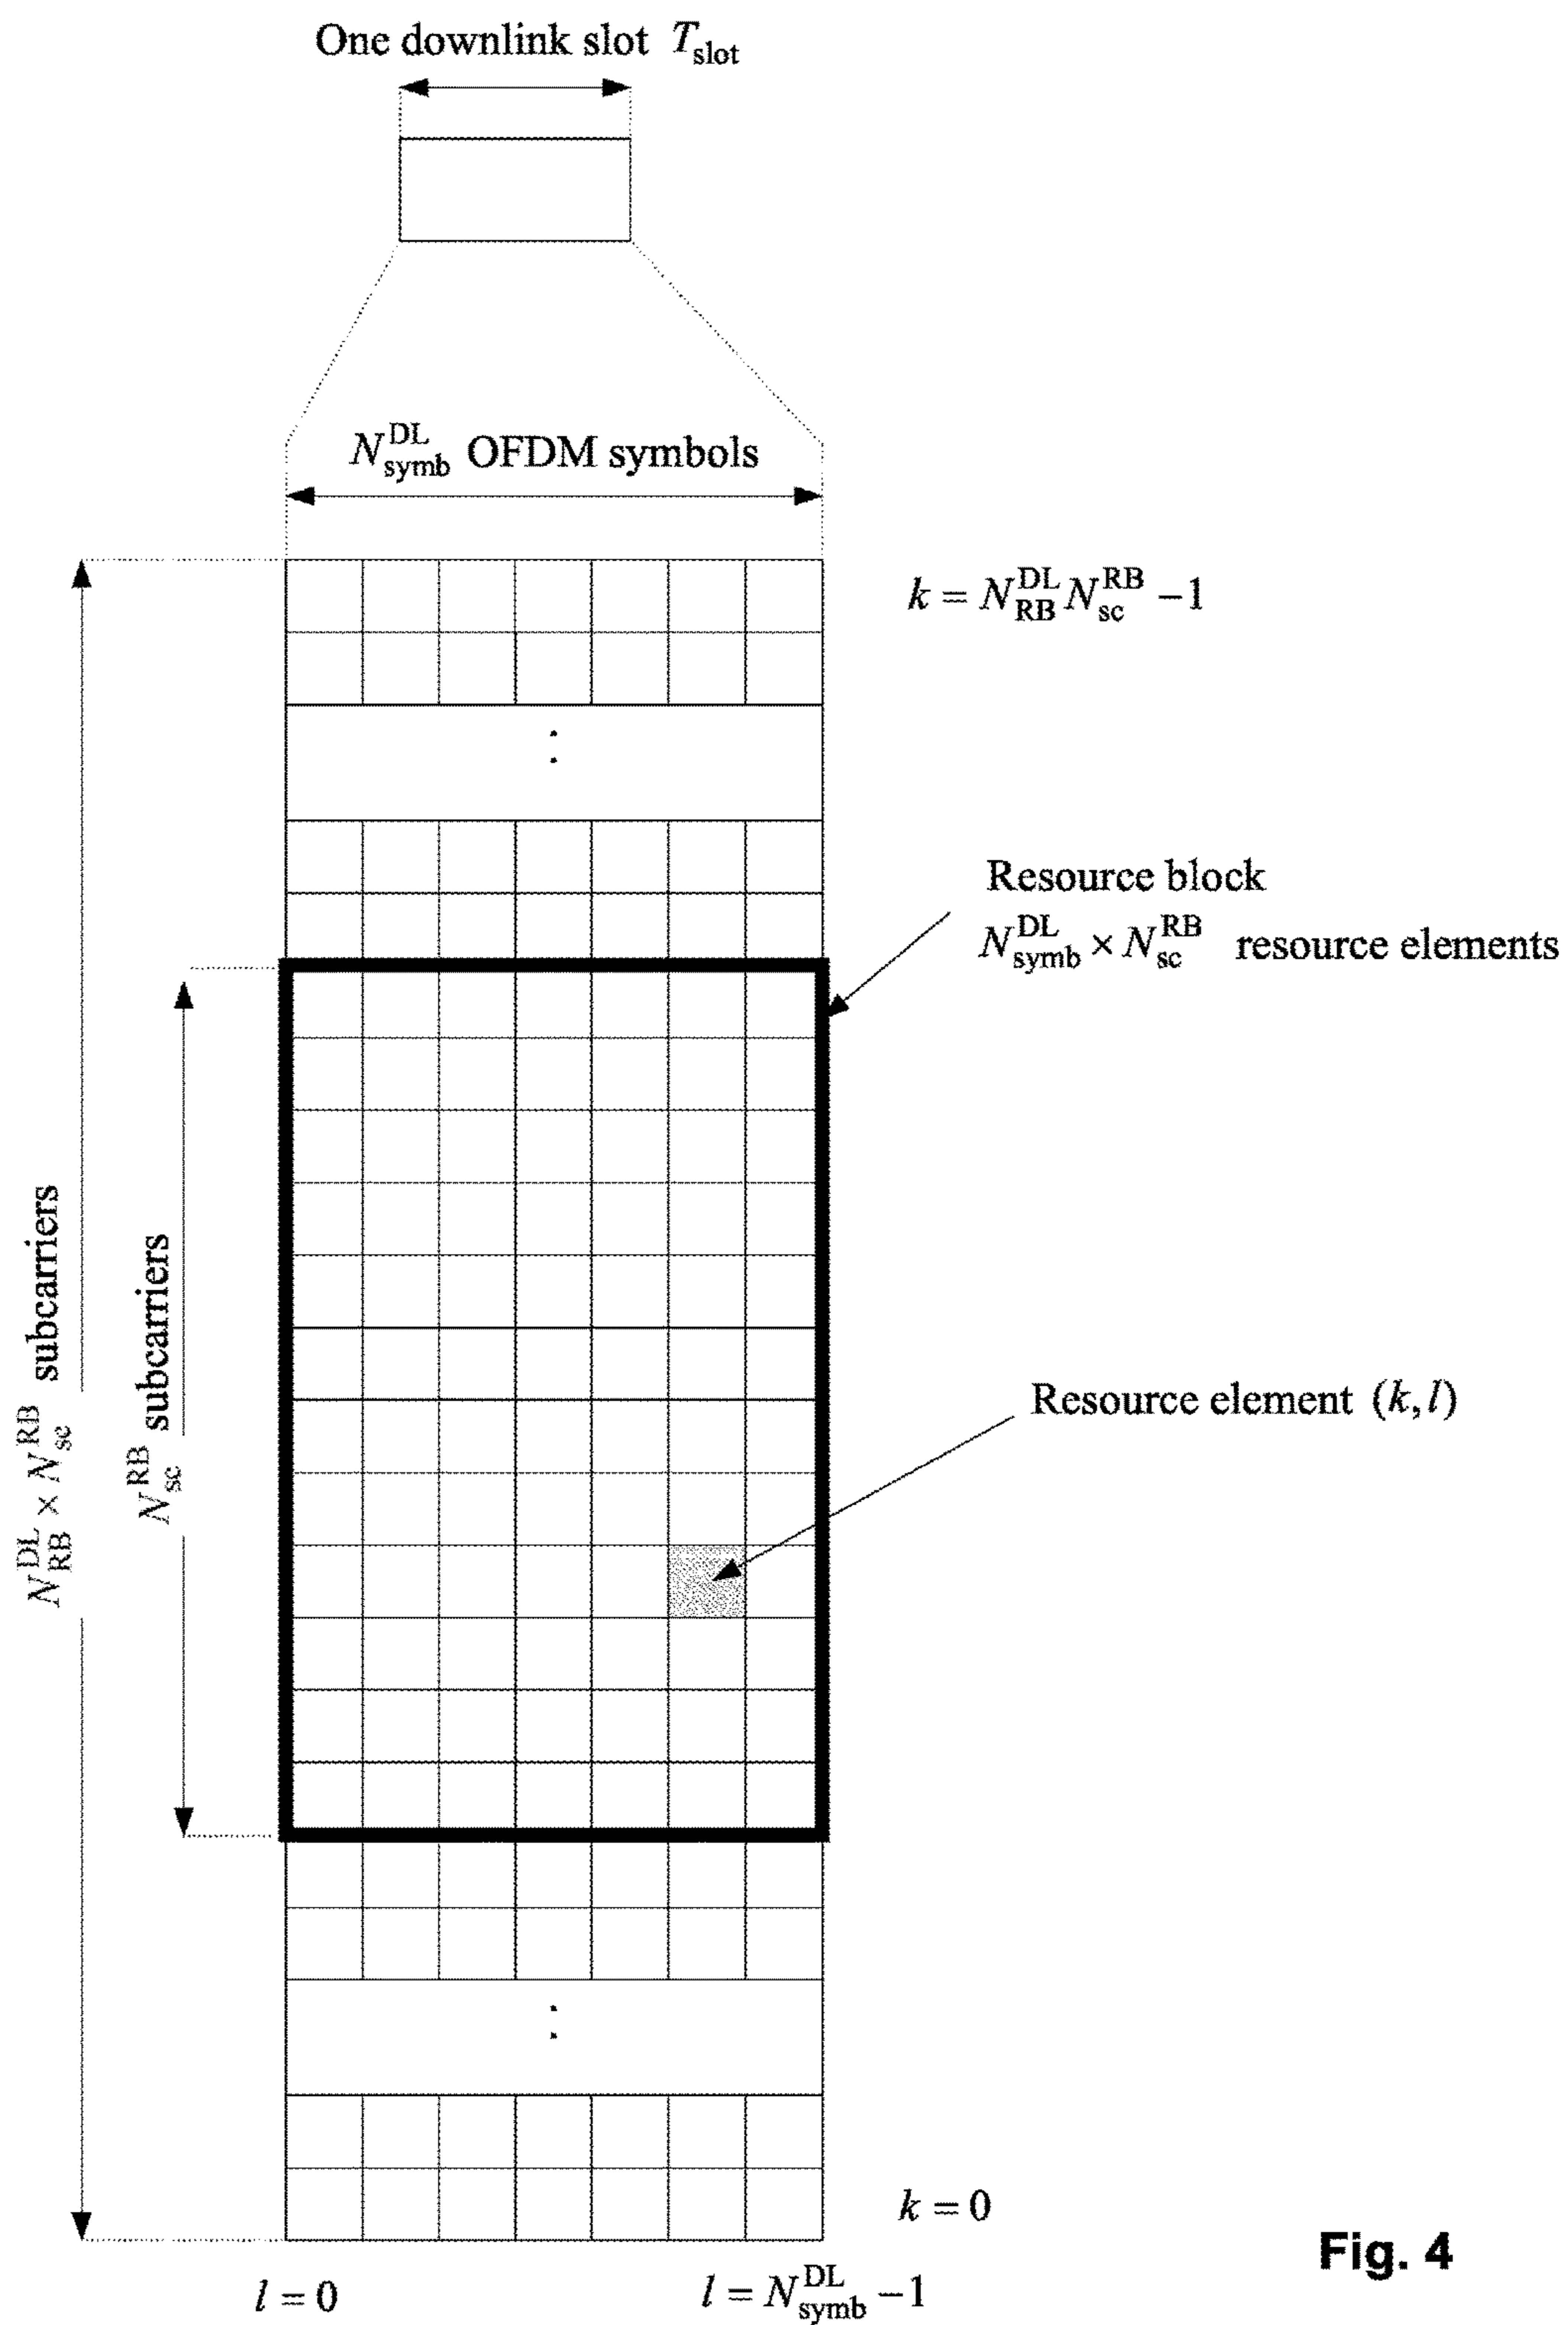 One downlink slot T_slot
N_symb^DL OFDM symbols
k = N_RB^DL N_sc^RB − 1
Resource block
N_symb^DL × N_sc^RB resource elements
N_RB^DL × N_sc^RB subcarriers
N_sc^RB subcarriers
Resource element (k, l)
k = 0
l = 0
l = N_symb^DL − 1
Fig. 4